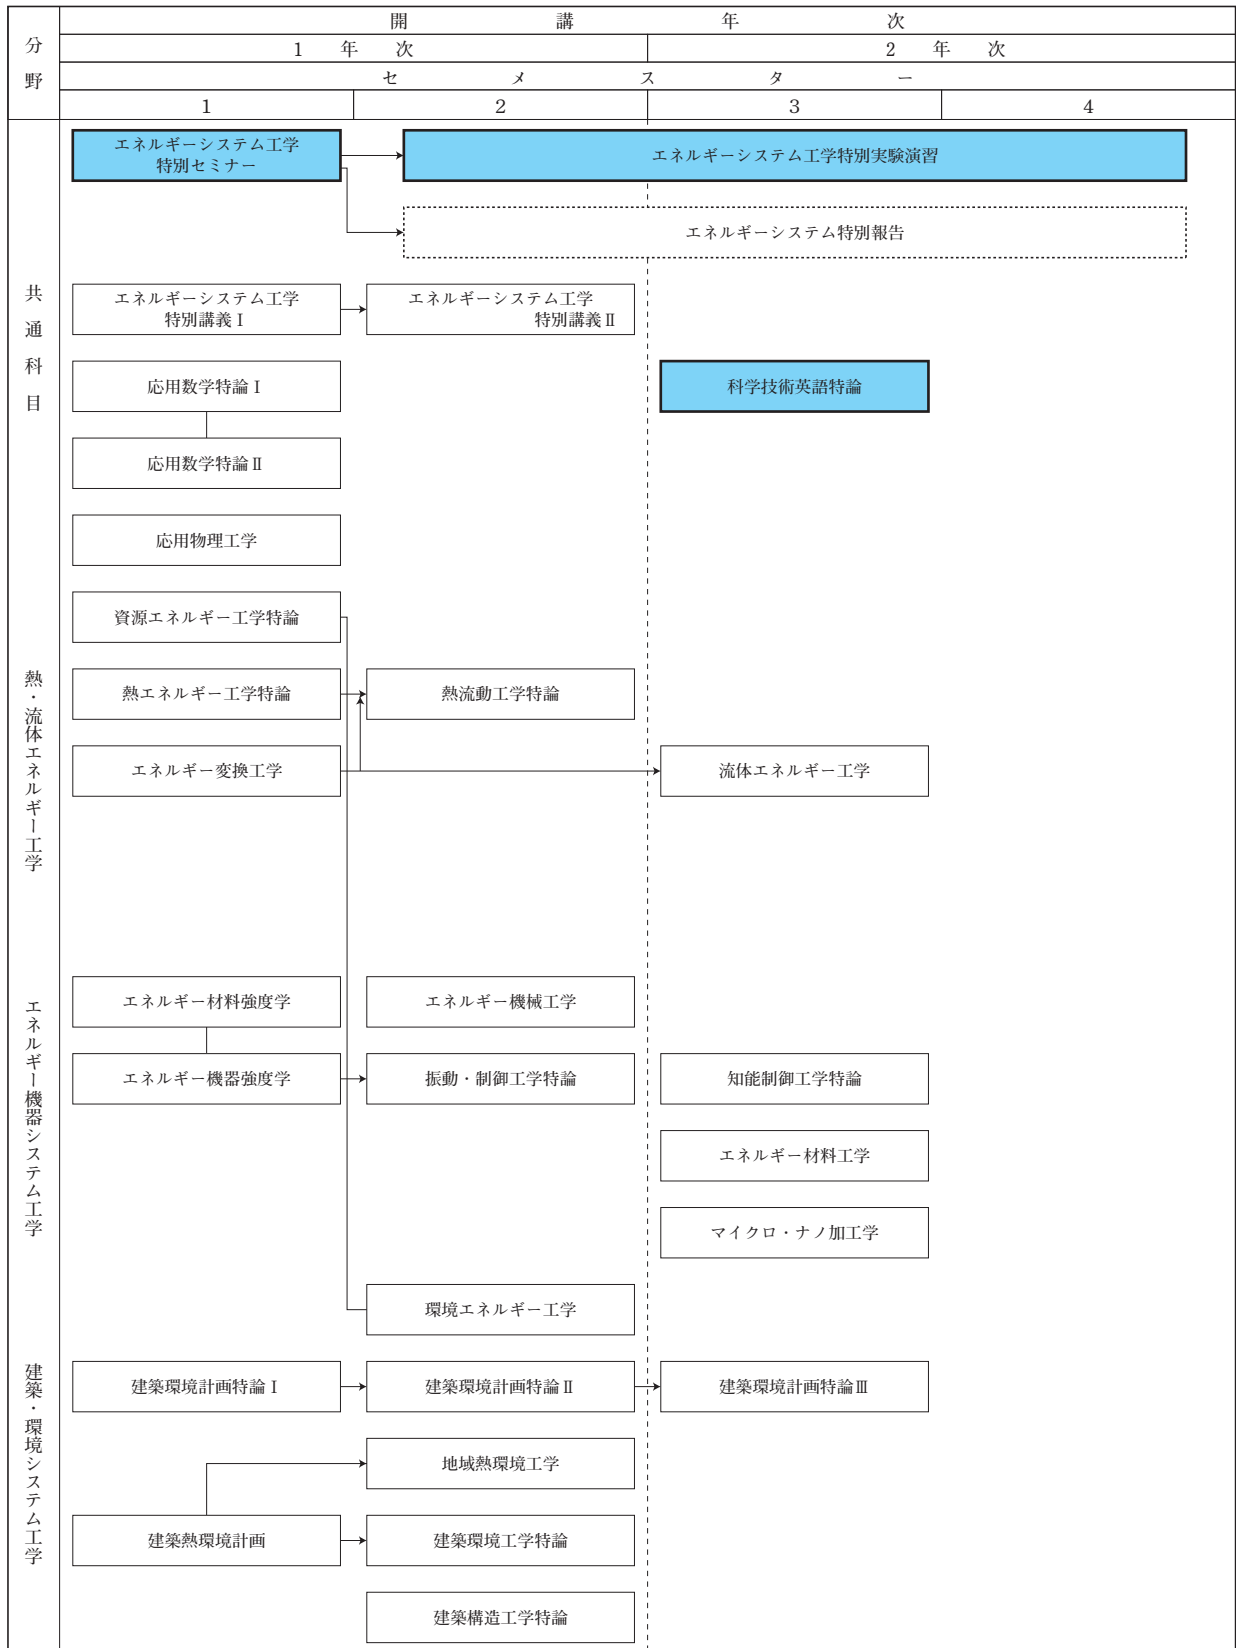 分野
開講年次
1年次
2年次
セメスター
1
2
3
4
共通科目
エネルギーシステム工学
特別セミナー
エネルギーシステム工学特別実験演習
エネルギーシステム特別報告
エネルギーシステム工学
特別講義Ⅰ
エネルギーシステム工学
特別講義Ⅱ
応用数学特論Ⅰ
科学技術英語特論
応用数学特論Ⅱ
応用物理工学
熱・流体エネルギー工学
資源エネルギー工学特論
熱エネルギー工学特論
熱流動工学特論
エネルギー変換工学
流体エネルギー工学
エネルギー機器システム工学
エネルギー材料強度学
エネルギー機械工学
エネルギー機器強度学
振動・制御工学特論
知能制御工学特論
エネルギー材料工学
マイクロ・ナノ加工学
環境エネルギー工学
建築・環境システム工学
建築環境計画特論Ⅰ
建築環境計画特論Ⅱ
建築環境計画特論Ⅲ
地域熱環境工学
建築熱環境計画
建築環境工学特論
建築構造工学特論